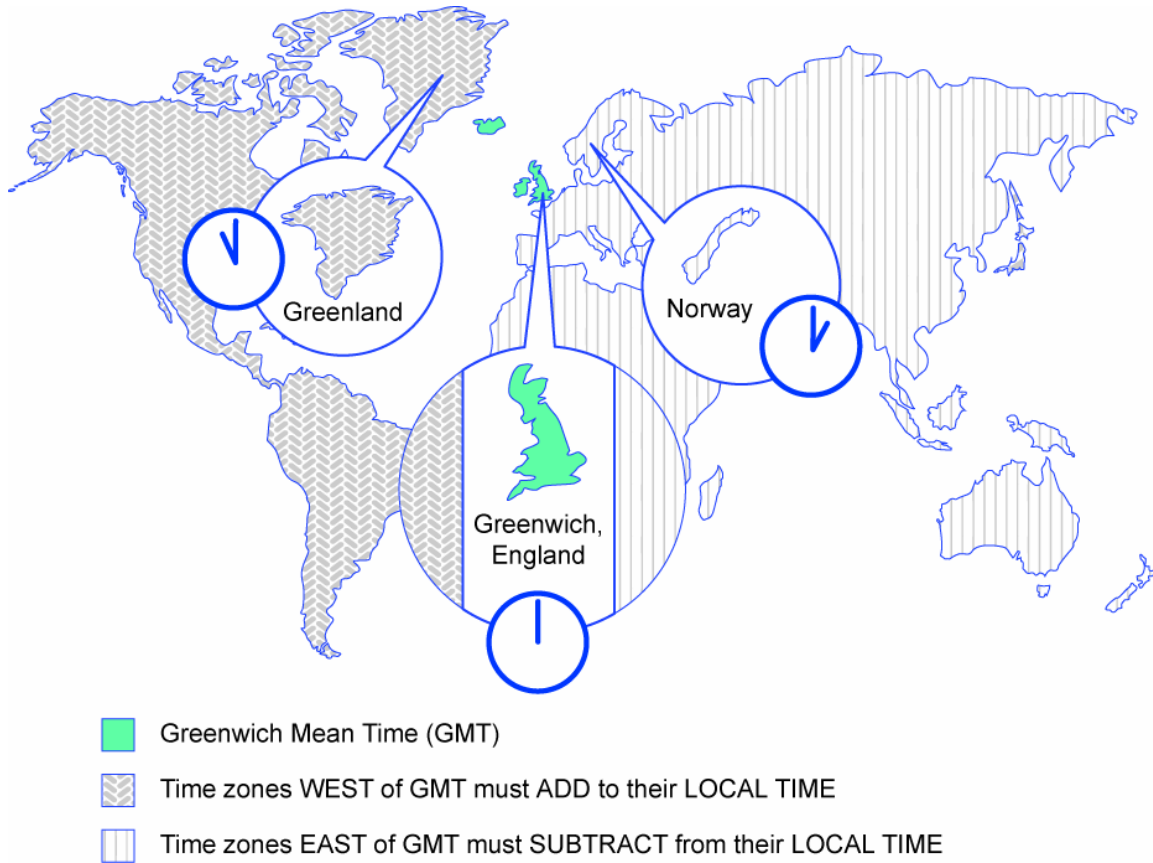 Greenland
Norway
Greenwich,
England
Greenwich Mean Time (GMT)
Time zones WEST of GMT must ADD to their LOCAL TIME
Time zones EAST of GMT must SUBTRACT from their LOCAL TIME